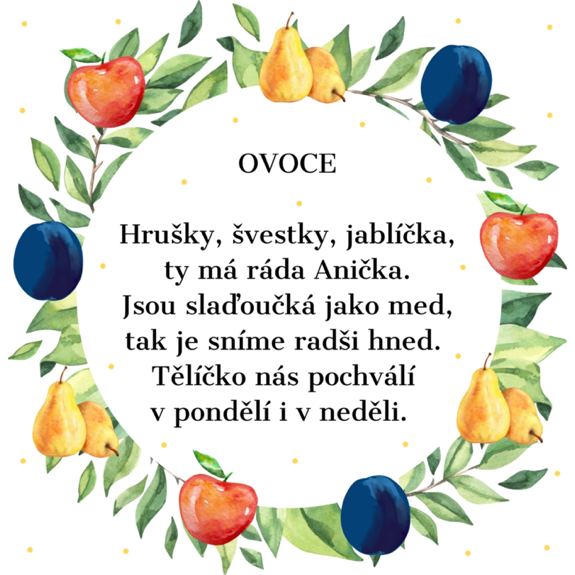 OVOCE
Hrušky, švestky, jablíčka,
ty má ráda Anička.
Jsou slaďoučká jako med,
tak je sníme radši hned.
Tělíčko nás pochválí
v pondělí i v neděli.